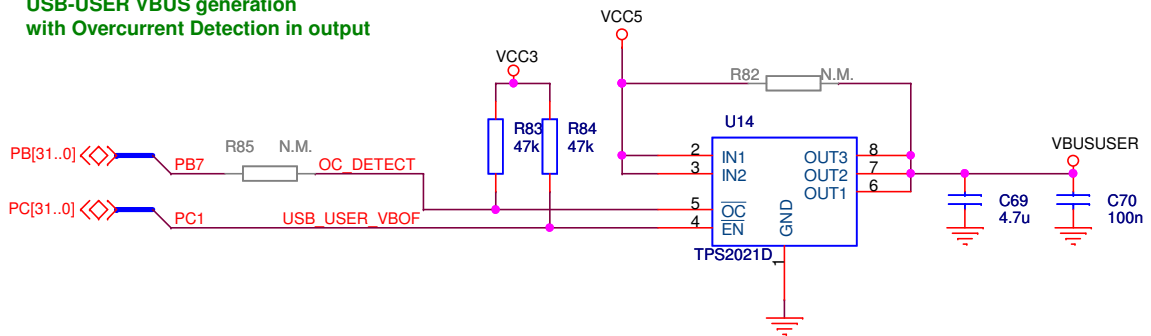 USB-USER VBUS generation
with Overcurrent Detection in output
VCC5
VCC3
R82 N.M.
U14
R83
47k
R84
47k
PB[31..0]
PB7
R85 N.M.
OC_DETECT
PC[31..0]
PC1
USB_USER_VBOF
2 IN1
3 IN2
5 OC
4 EN
OUT3 8
OUT2 7
OUT1 6
GND
1
TPS2021D
VBUSUSER
C69
4.7u
C70
100n